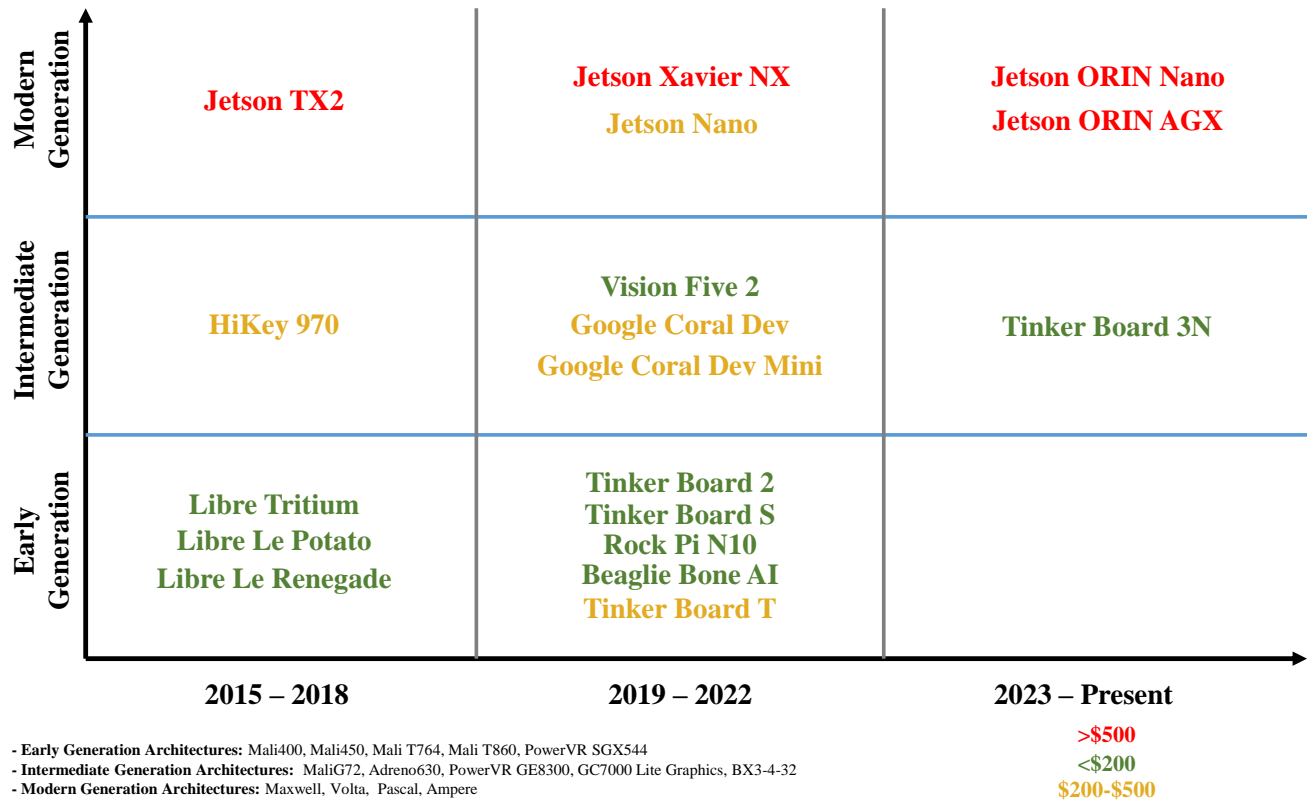 Modern
Generation
Jetson TX2
Jetson Xavier NX
Jetson Nano
Jetson ORIN Nano
Jetson ORIN AGX
Intermediate
Generation
HiKey 970
Vision Five 2
Google Coral Dev
Google Coral Dev Mini
Tinker Board 3N
Early
Generation
Libre Tritium
Libre Le Potato
Libre Le Renegade
Tinker Board 2
Tinker Board S
Rock Pi N10
Beaglie Bone AI
Tinker Board T
2015 – 2018
2019 – 2022
2023 – Present
- Early Generation Architectures: Mali400, Mali450, Mali T764, Mali T860, PowerVR SGX544
- Intermediate Generation Architectures: MaliG72, Adreno630, PowerVR GE8300, GC7000 Lite Graphics, BX3-4-32
- Modern Generation Architectures: Maxwell, Volta, Pascal, Ampere
>$500
<$200
$200-$500